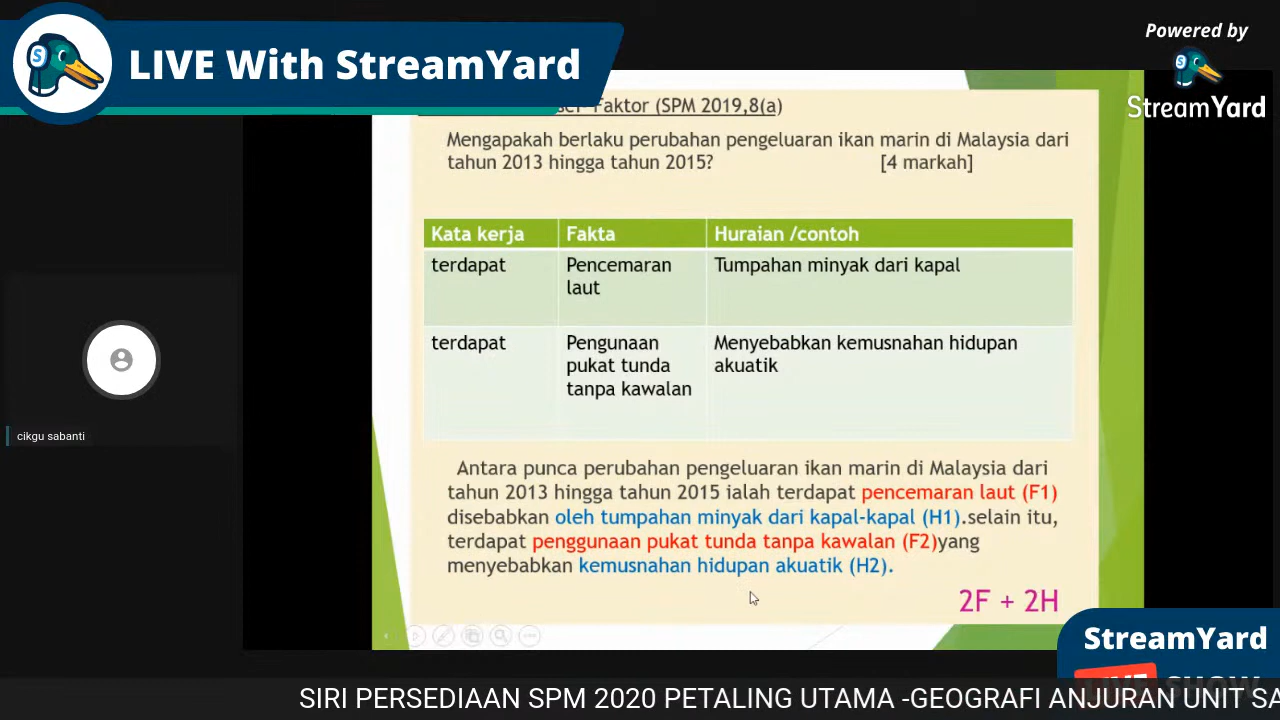 LIVE With StreamYard
Powered by
StreamYard
Faktor (SPM 2019,8(a)
Mengapakah berlaku perubahan pengeluaran ikan marin di Malaysia dari
tahun 2013 hingga tahun 2015? [4 markah]
Kata kerja Fakta Huraian /contoh
terdapat Pencemaran Tumpahan minyak dari kapal
laut
terdapat Pengunaan Menyebabkan kemusnahan hidupan
pukat tunda akuatik
tanpa kawalan
cikgu sabanti
Antara punca perubahan pengeluaran ikan marin di Malaysia dari
tahun 2013 hingga tahun 2015 ialah terdapat pencemaran laut (F1)
disebabkan oleh tumpahan minyak dari kapal-kapal (H1).selain itu,
terdapat penggunaan pukat tunda tanpa kawalan (F2)yang
menyebabkan kemusnahan hidupan akuatik (H2).
2F + 2H
StreamYard
SIRI PERSEDIAAN SPM 2020 PETALING UTAMA -GEOGRAFI ANJURAN UNIT SA